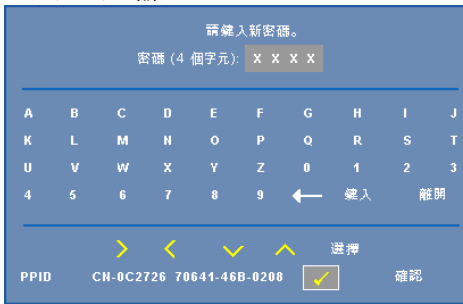 請鍵入新密碼。
密碼 (4 個字元): X X X X
A B C D E F G H I J
K L M N O P Q R S T
U V W X Y Z 0 1 2 3
4 5 6 7 8 9 ← 鍵入 離開
> < ∨ ∧ 選擇
PPID CN-0C2726 70641-46B-0208 ✓ 確認